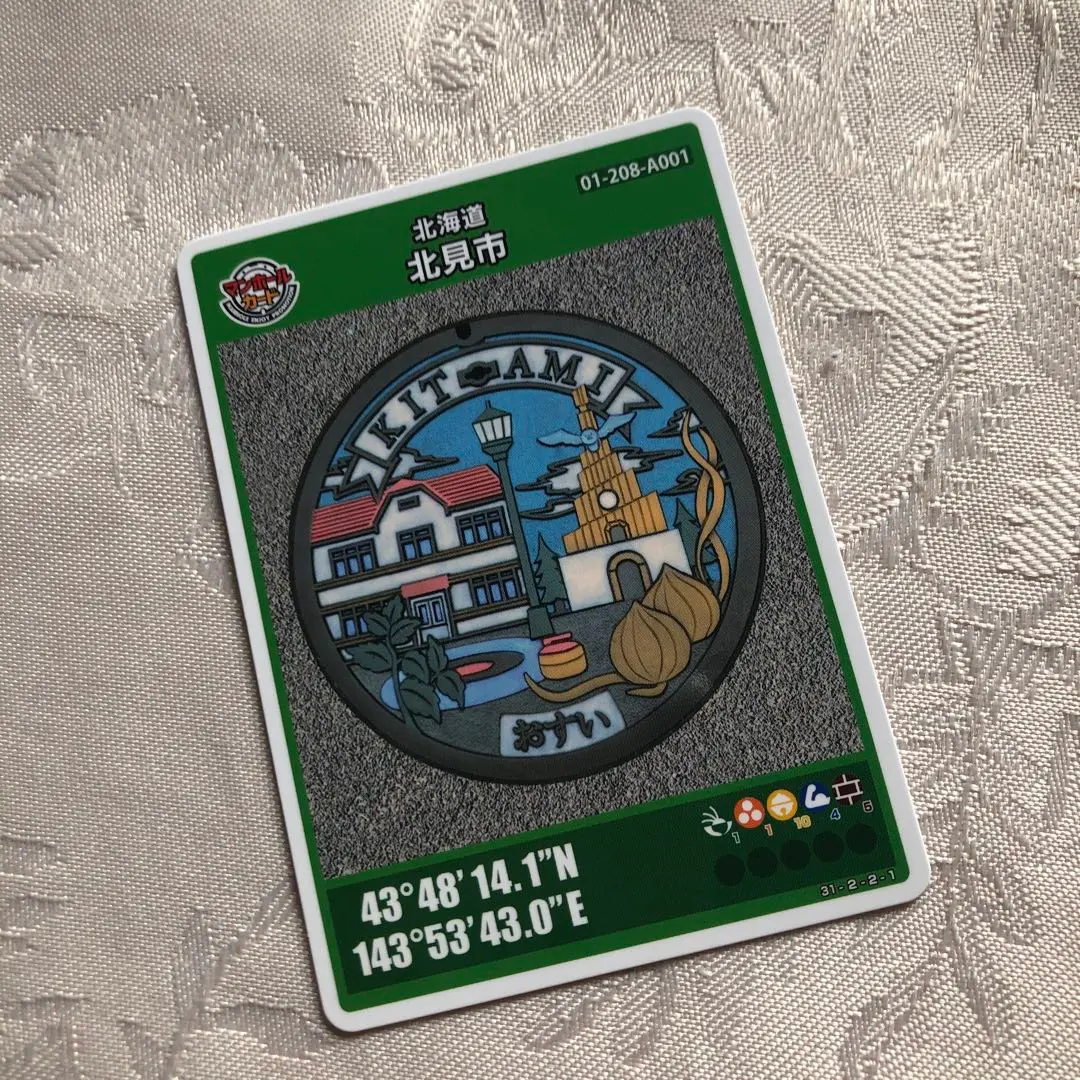 01-208-A001
北海道
北見市
マンホール
カード
KITAMI
おすい
1 1 10 4 5
43°48'14.1"N
143°53'43.0"E
31-2-2-1